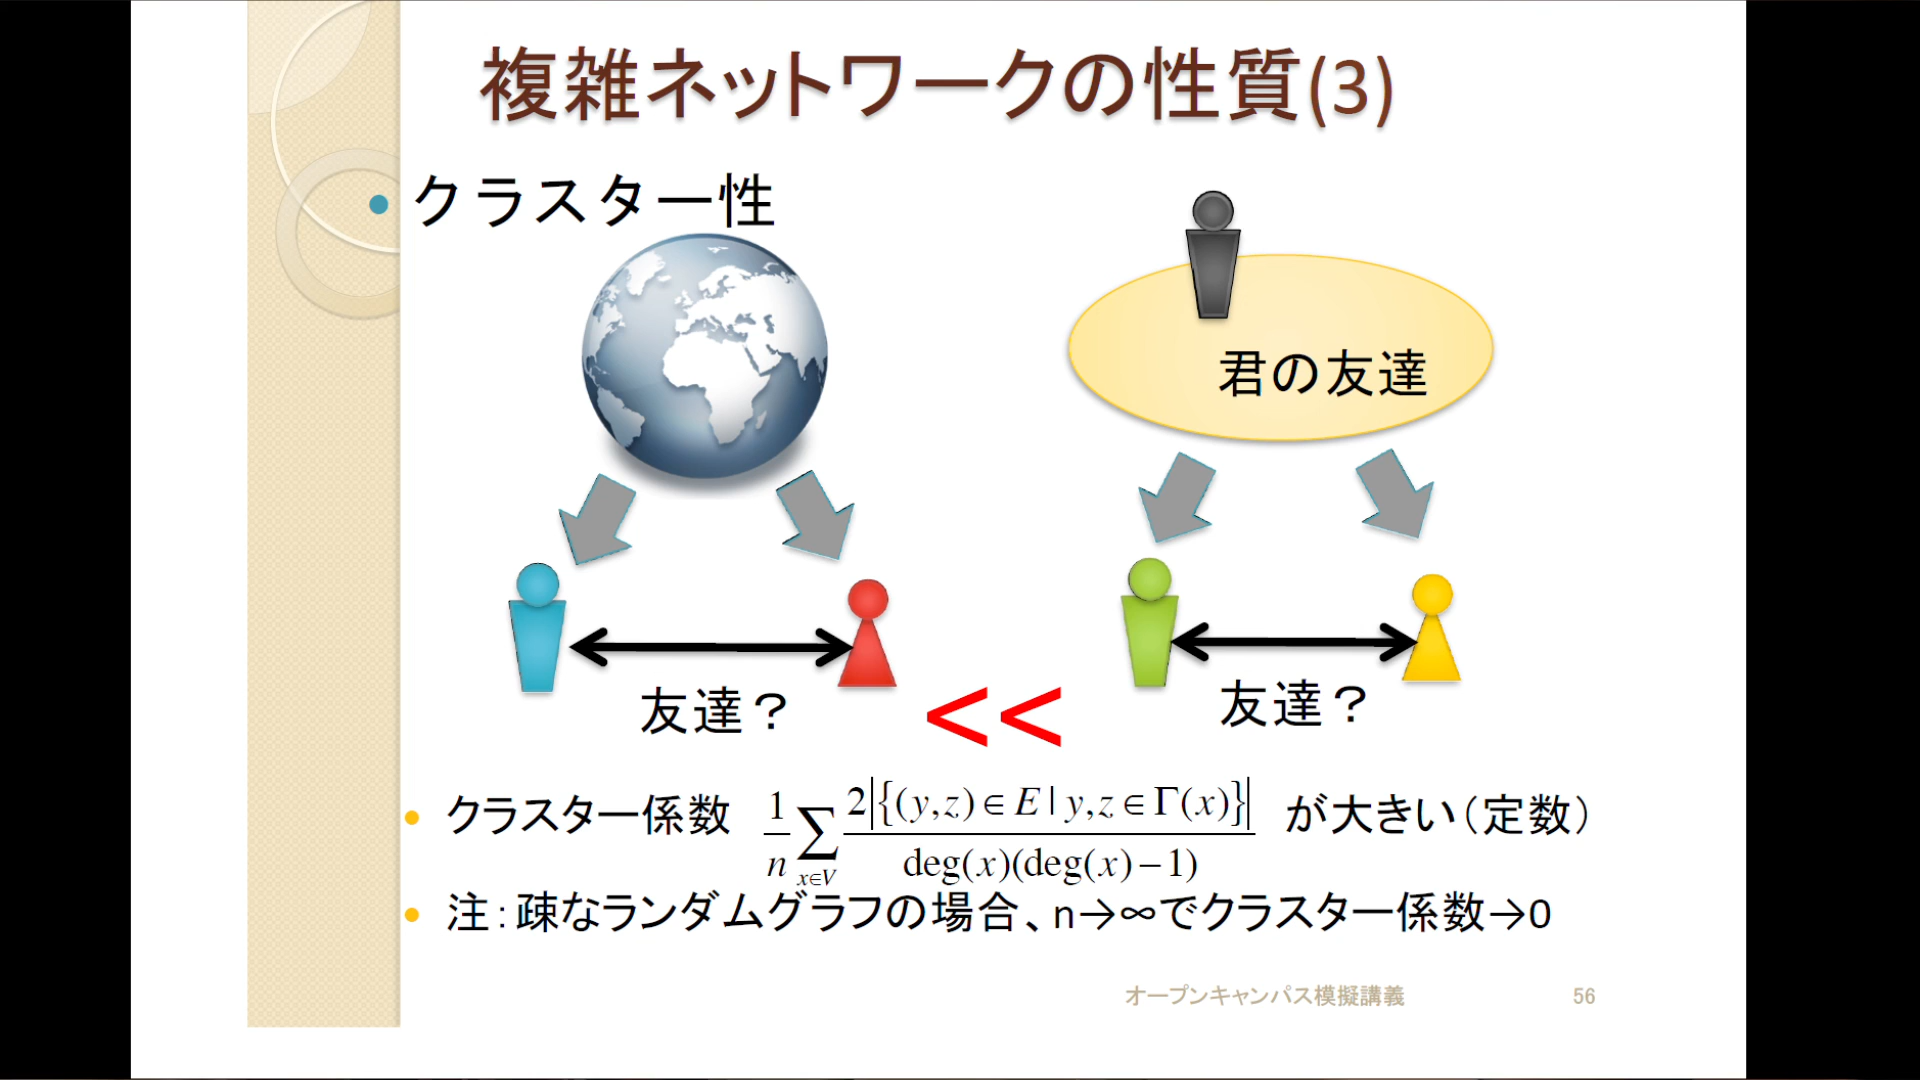 複雑ネットワークの性質(3)
クラスター性
君の友達
友達？
<<
友達？
クラスター係数 1/n ∑x∈V 2|{(y,z)∈E | y,z∈Γ(x)}| / deg(x)(deg(x)−1) が大きい（定数）
注：疎なランダムグラフの場合、n→∞でクラスター係数→0
オープンキャンパス模擬講義 56